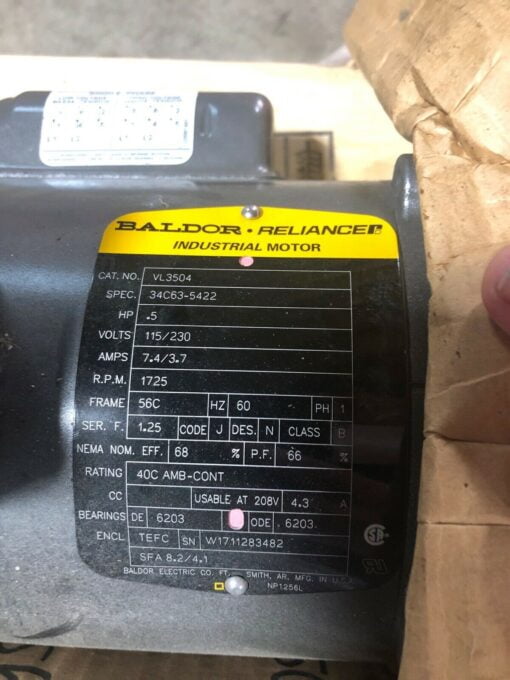 BALDOR • RELIANCE
INDUSTRIAL MOTOR
CAT. NO. VL3504
SPEC. 34C63-5422
HP .5
VOLTS 115/230
AMPS 7.4/3.7
R.P.M. 1725
FRAME 56C HZ 60 PH 1
SER. F. 1.25 CODE J DES. N CLASS B
NEMA NOM. EFF. 68 % P.F. 66 %
RATING 40C AMB-CONT
CC USABLE AT 208V 4.3 A
BEARINGS DE 6203 ODE 6203
ENCL TEFC SN W1711283482
SFA 8.2/4.1
BALDOR ELECTRIC CO. FT. SMITH, AR. MFG. IN U.S.A.
NP1256L